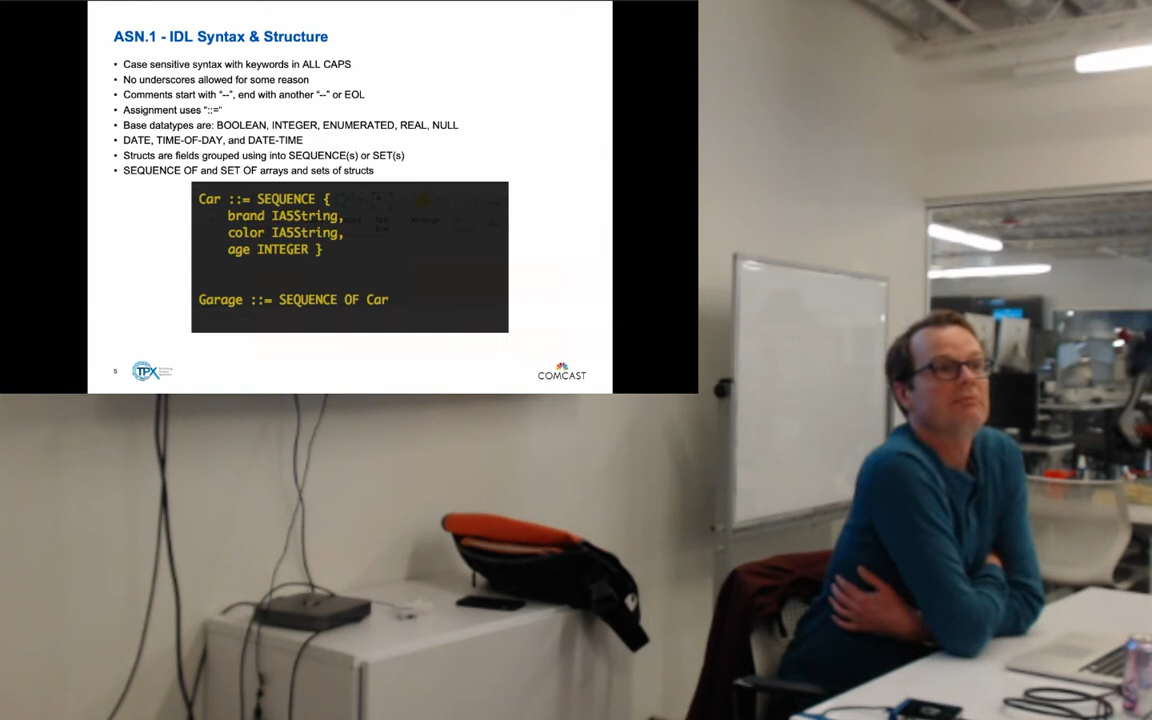 ASN.1 - IDL Syntax & Structure
• Case sensitive syntax with keywords in ALL CAPS
• No underscores allowed for some reason
• Comments start with "--", end with another "--" or EOL
• Assignment uses "::="
• Base datatypes are: BOOLEAN, INTEGER, ENUMERATED, REAL, NULL
• DATE, TIME-OF-DAY, and DATE-TIME
• Structs are fields grouped using into SEQUENCE(s) or SET(s)
• SEQUENCE OF and SET OF arrays and sets of structs
Car ::= SEQUENCE {
brand IA5String,
color IA5String,
age INTEGER }
Garage ::= SEQUENCE OF Car
5
TPX
COMCAST